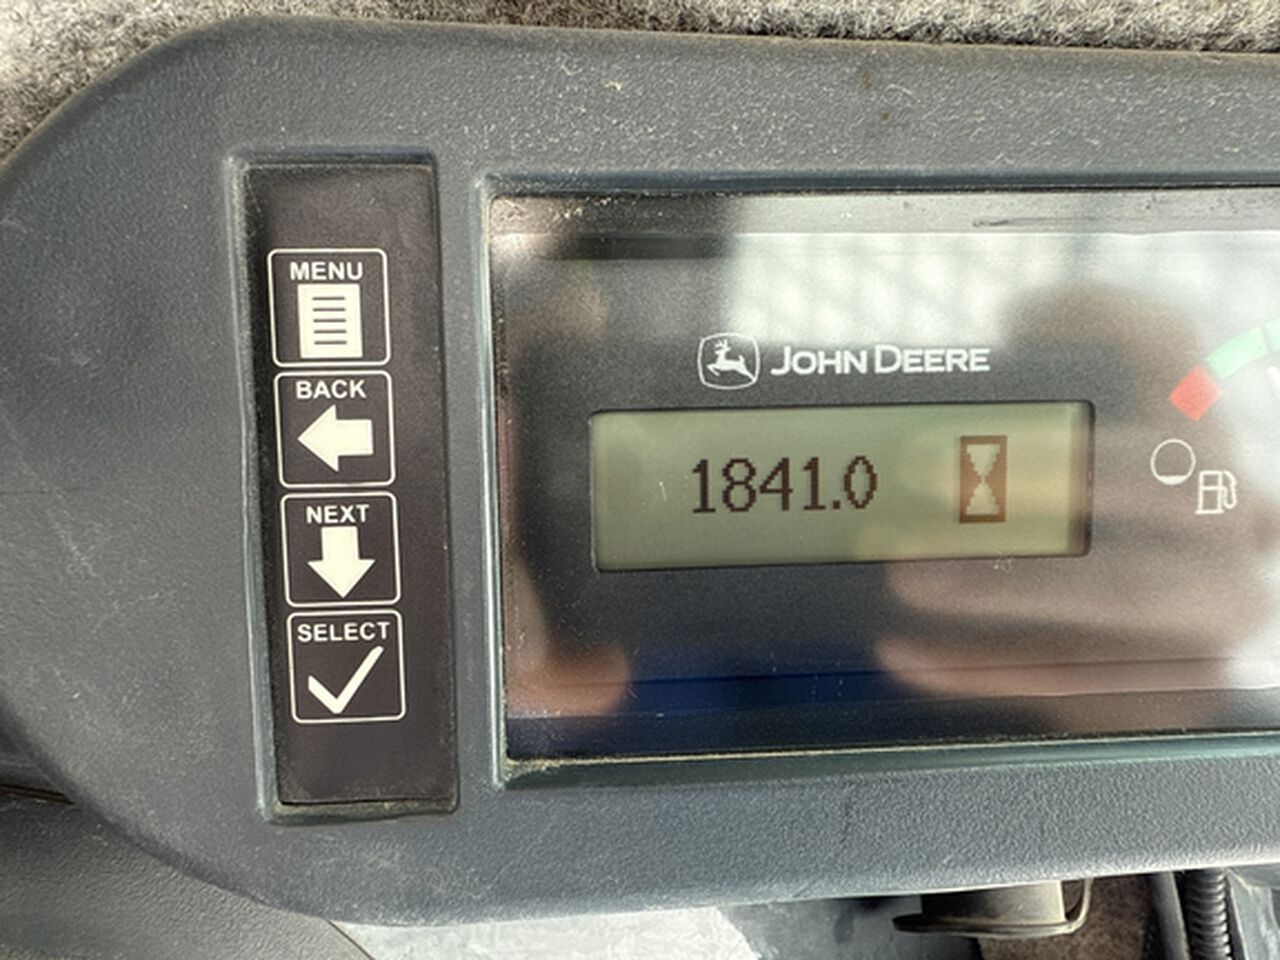 MENU
BACK
NEXT
SELECT
JOHN DEERE
1841.0